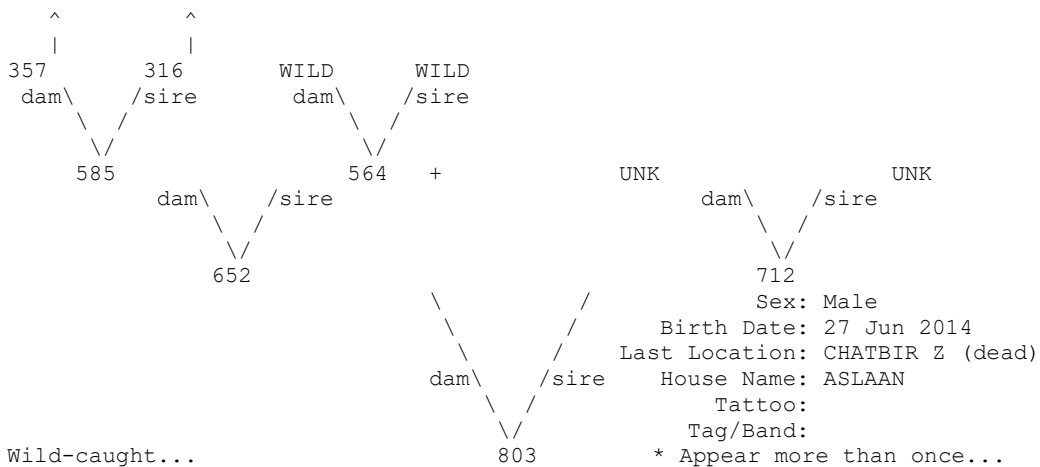 ^ ^
| |
357 316 WILD WILD
dam\ /sire dam\ /sire
\ / \ /
\/ \/
585 564 + UNK UNK
dam\ /sire dam\ /sire
\ / \ /
\/ \/
652 712
\ / Sex: Male
\ / Birth Date: 27 Jun 2014
\ / Last Location: CHATBIR Z (dead)
dam\ /sire House Name: ASLAAN
\ / Tattoo:
\/ Tag/Band:
Wild-caught... 803 * Appear more than once...